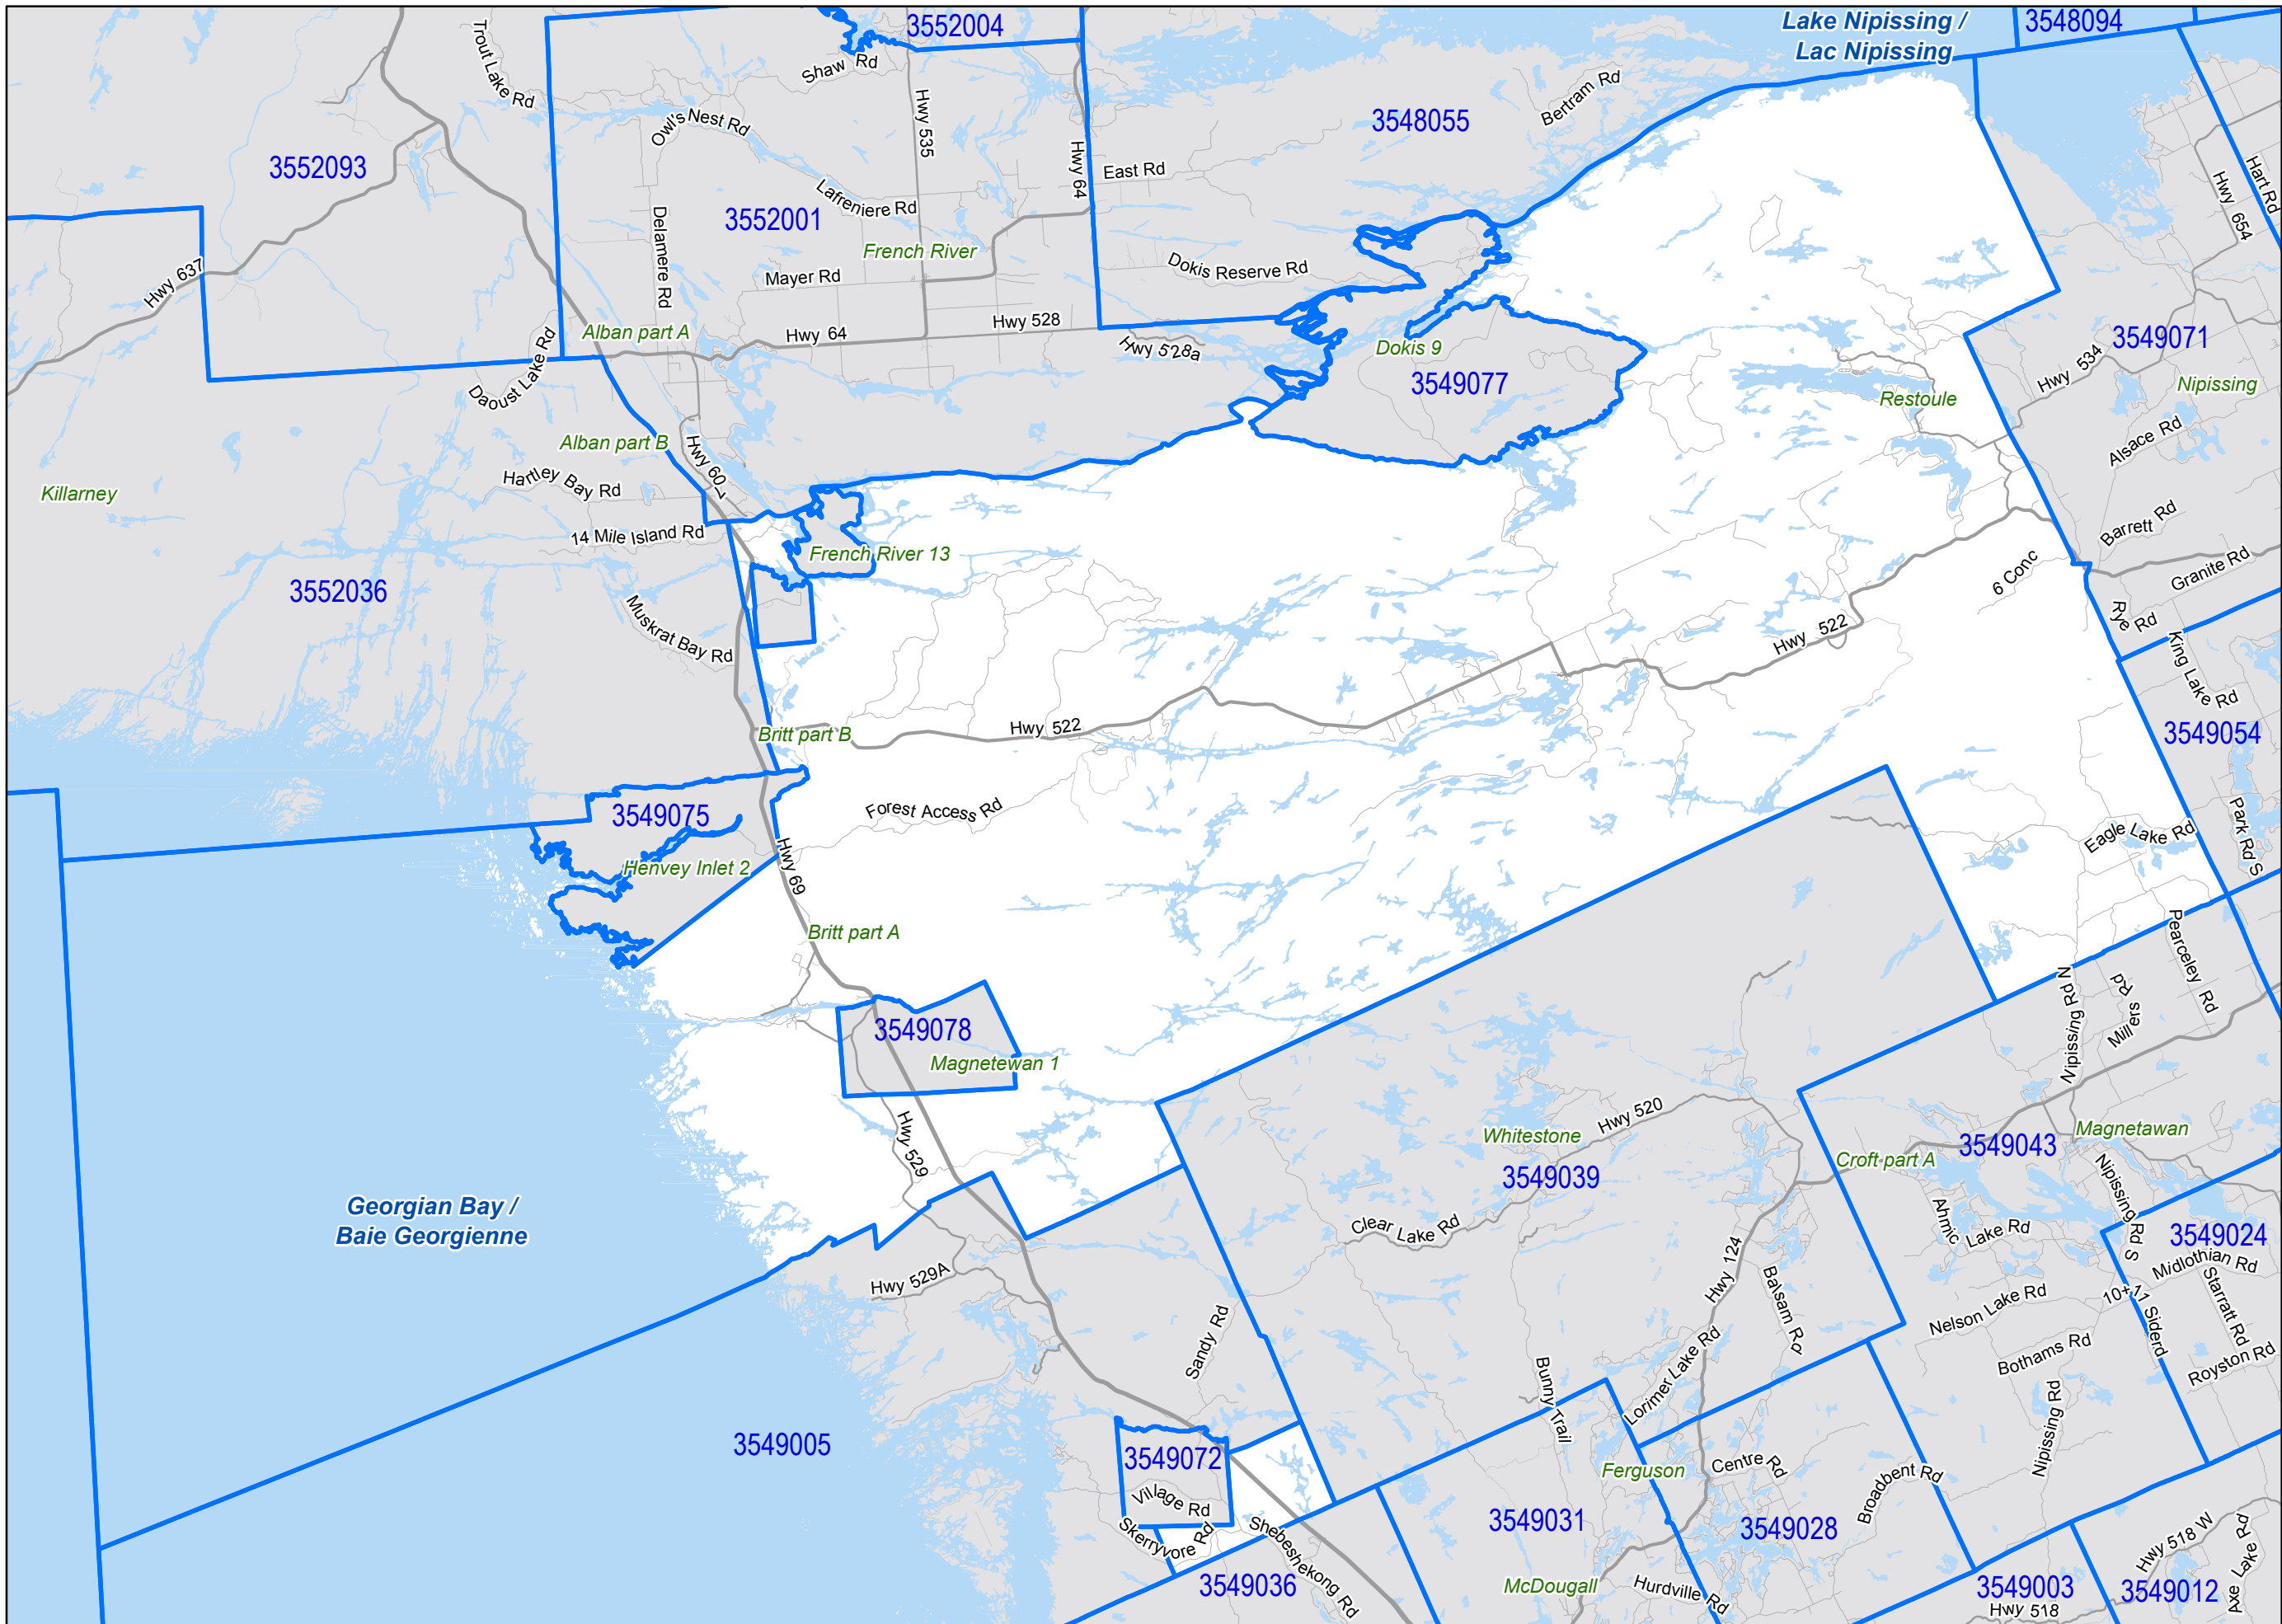 3552004
Lake Nipissing /
Lac Nipissing
3548094
Trout Lake Rd
Shaw Rd
Bertram Rd
Owl's Nest Rd
Hwy 535
3548055
3552093
Hwy 64
East Rd
Hart Rd
Hwy 654
Lafreniere Rd
3552001
Delamere Rd
French River
Hwy 637
Mayer Rd
Dokis Reserve Rd
Alban part A
Hwy 64
Hwy 528
Hwy 528a
Dokis 9
3549071
Hwy 534
3549077
Nipissing
Daoust Lake Rd
Restoule
Alban part B
Hwy 607
Alsace Rd
Killarney
Hartley Bay Rd
14 Mile Island Rd
Barrett Rd
French River 13
Granite Rd
6 Conc
3552036
Muskrat Bay Rd
Rye Rd
Hwy 522
King Lake Rd
Britt part B
Hwy 522
3549054
3549075
Forest Access Rd
Park Rd S
Eagle Lake Rd
Henvey Inlet 2
Hwy 69
Britt part A
Pearceley Rd
Nipissing Rd N
Millers Rd
3549078
Magnetewan 1
Hwy 529
Hwy 520
Whitestone
Magnetawan
3549043
Croft part A
3549039
Nipissing Rd S
Georgian Bay /
Baie Georgienne
Clear Lake Rd
Ahmic Lake Rd
3549024
Midlothian Rd
Hwy 529A
Hwy 124
Balsam Rd
Starratt Rd
10+11 Siderd
Nelson Lake Rd
Sandy Rd
Bothams Rd
Royston Rd
Lorimer Lake Rd
Bunny Trail
Nipissing Rd
3549005
3549072
Ferguson
Centre Rd
Broadbent Rd
Village Rd
Skerryvore Rd
Shebeshekong Rd
3549031
3549028
Hwy 518 W
Axe Lake Rd
3549036
McDougall
Hurdville Rd
3549003
3549012
Hwy 518